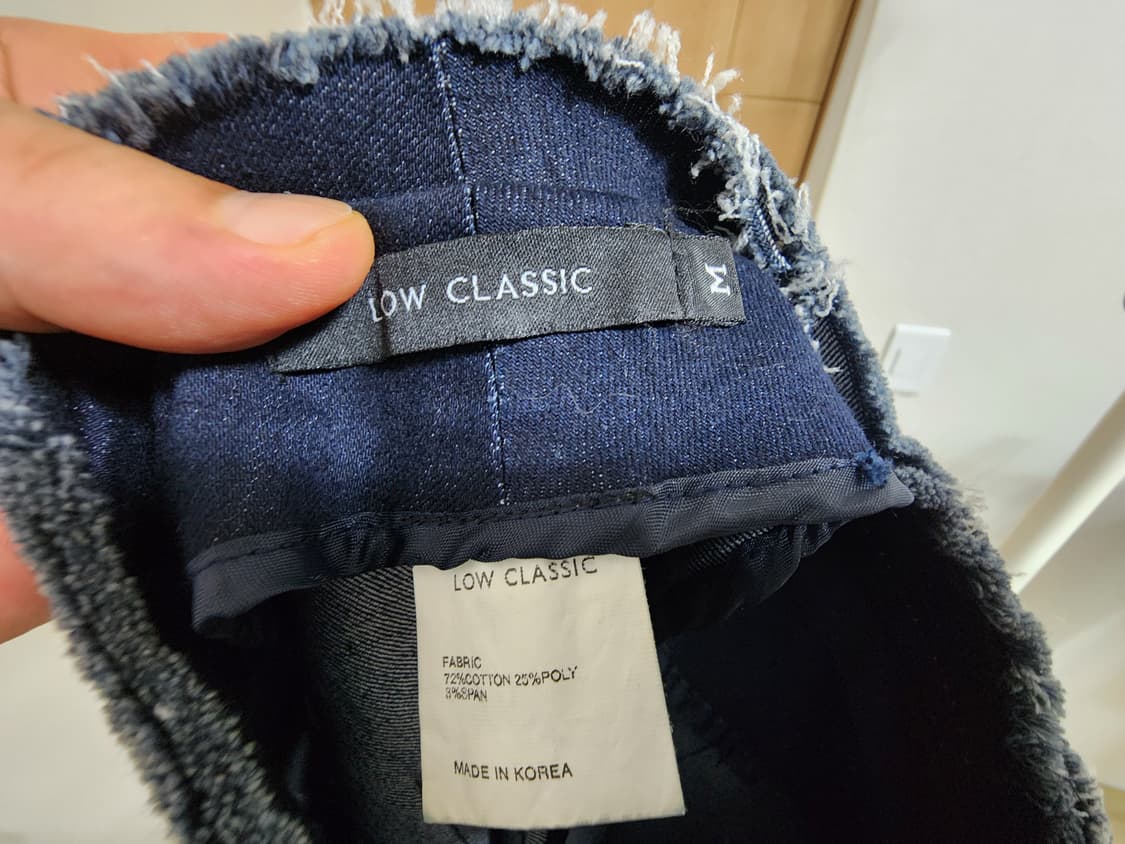 LOW CLASSIC
M
LOW CLASSIC
FABRIC
72%COTTON 25%POLY
3%SPAN
MADE IN KOREA